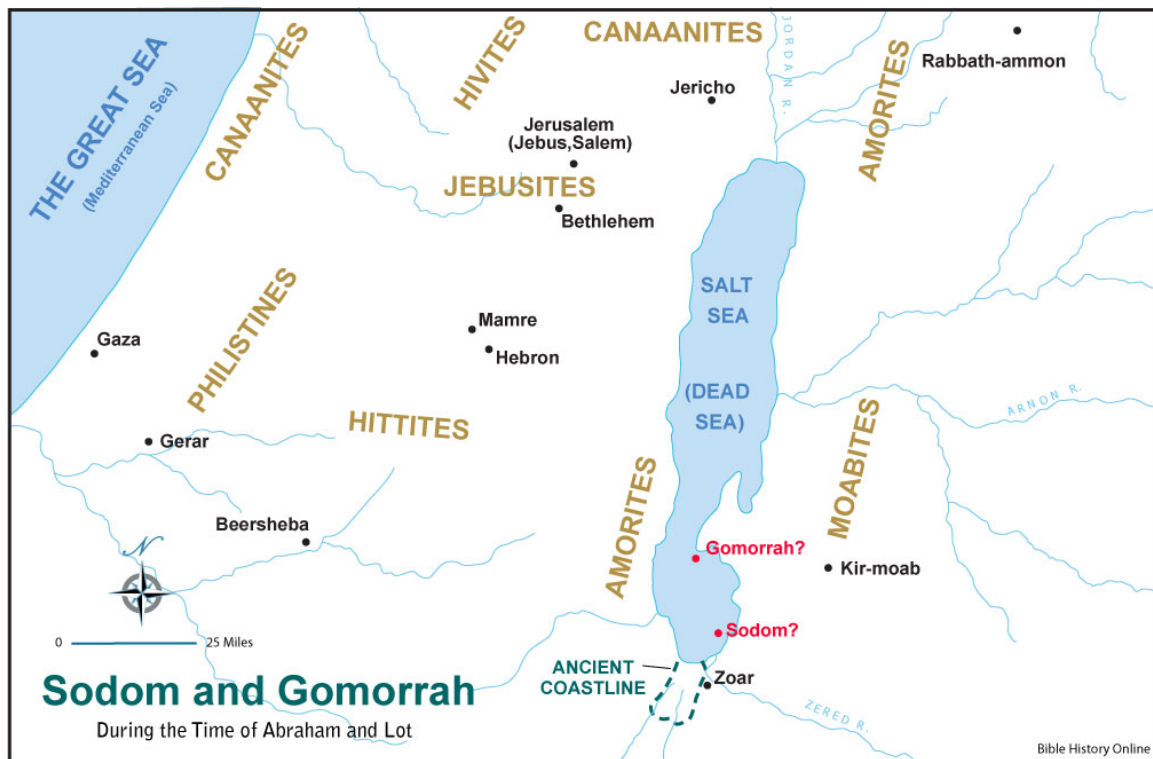 THE GREAT SEA
(Mediterranean Sea)
CANAANITES
HIVITES
CANAANITES
JORDAN R.
AMORITES
Rabbath-ammon
Jericho
Jerusalem
(Jebus,Salem)
JEBUSITES
Bethlehem
SALT
SEA
(DEAD
SEA)
Mamre
Hebron
Gaza
PHILISTINES
HITTITES
Gerar
ARNON R.
MOABITES
AMORITES
Beersheba
Gomorrah?
Kir-moab
N
Sodom?
0 25 Miles
ANCIENT
COASTLINE
Zoar
ZERED R.
Sodom and Gomorrah
During the Time of Abraham and Lot
Bible History Online